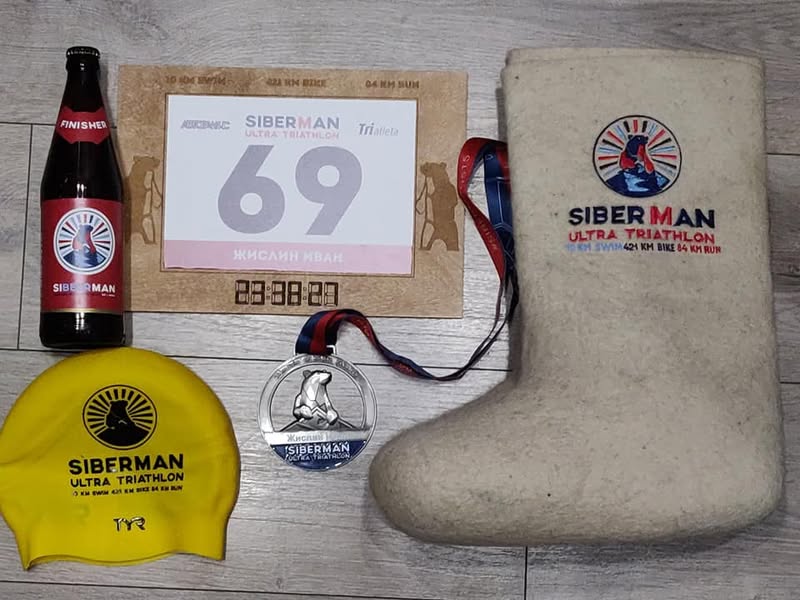 FINISHER
SIBERMAN
10 KM SWIM 421 KM BIKE 84 KM RUN
SIBERMAN
ULTRA TRIATHLON
Triatleta
69
ЖИСЛИН ИВАН
23:38:27
SIBERMAN
ULTRA TRIATHLON
10 KM SWIM 421 KM BIKE 84 KM RUN
Жислин
SIBERMAN
ULTRA TRIATHLON
SIBERMAN
ULTRA TRIATHLON
10 KM SWIM 421 KM BIKE 84 KM RUN
TYR